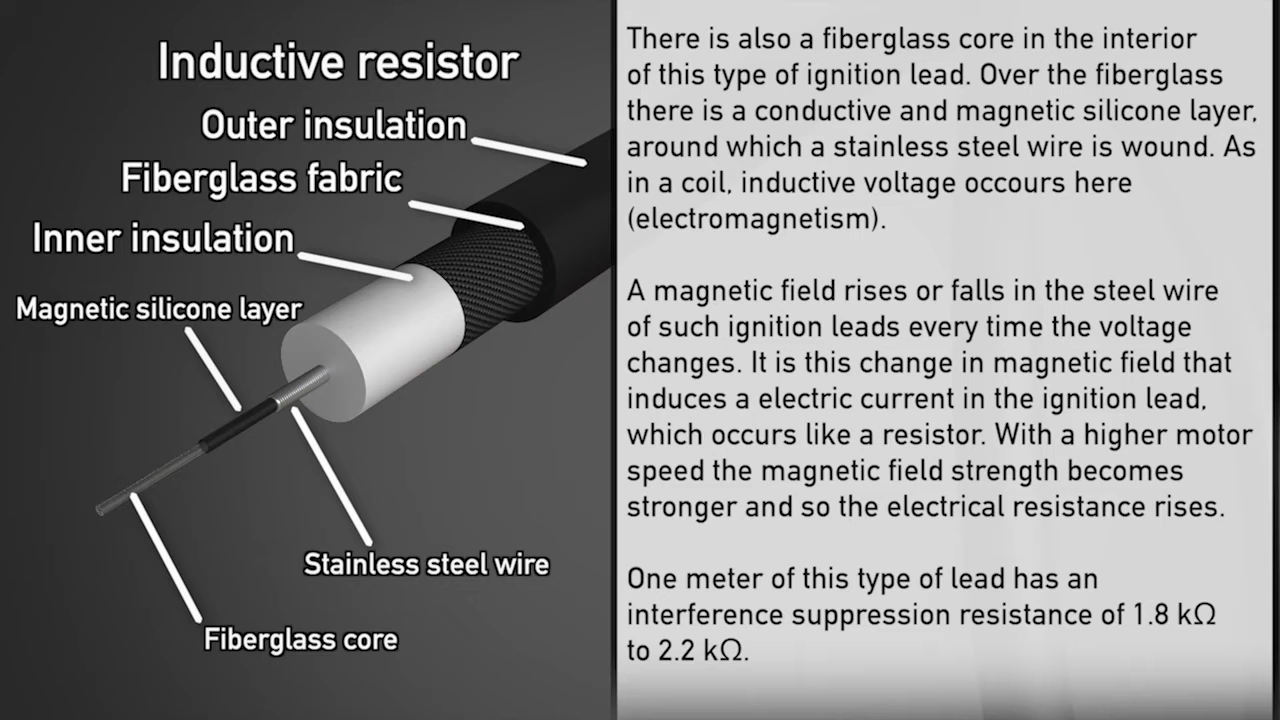 Inductive resistor
Outer insulation
Fiberglass fabric
Inner insulation
Magnetic silicone layer
Stainless steel wire
Fiberglass core
There is also a fiberglass core in the interior
of this type of ignition lead. Over the fiberglass
there is a conductive and magnetic silicone layer,
around which a stainless steel wire is wound. As
in a coil, inductive voltage occours here
(electromagnetism).
A magnetic field rises or falls in the steel wire
of such ignition leads every time the voltage
changes. It is this change in magnetic field that
induces a electric current in the ignition lead,
which occurs like a resistor. With a higher motor
speed the magnetic field strength becomes
stronger and so the electrical resistance rises.
One meter of this type of lead has an
interference suppression resistance of 1.8 kΩ
to 2.2 kΩ.